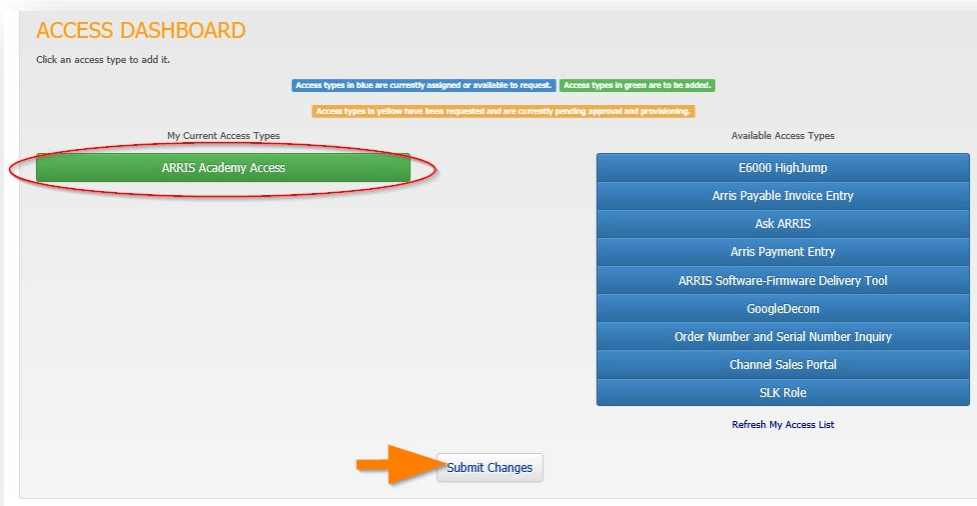 ACCESS DASHBOARD
Click an access type to add it.
Access types in blue are currently assigned or available to request. Access types in green are to be added.
Access types in yellow have been requested and are currently pending approval and provisioning.
My Current Access Types
Available Access Types
ARRIS Academy Access
E6000 HighJump
Arris Payable Invoice Entry
Ask ARRIS
Arris Payment Entry
ARRIS Software-Firmware Delivery Tool
GoogleDecom
Order Number and Serial Number Inquiry
Channel Sales Portal
SLK Role
Refresh My Access List
Submit Changes